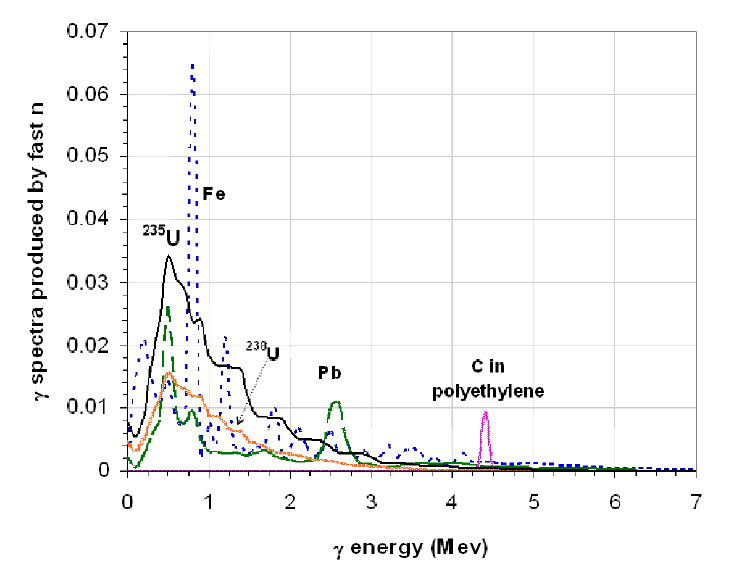 γ spectra produced by fast n
0.07
0.06
0.05
0.04
0.03
0.02
0.01
0
Fe
235U
238U
Pb
C in
polyethylene
0 1 2 3 4 5 6 7
γ energy (Mev)